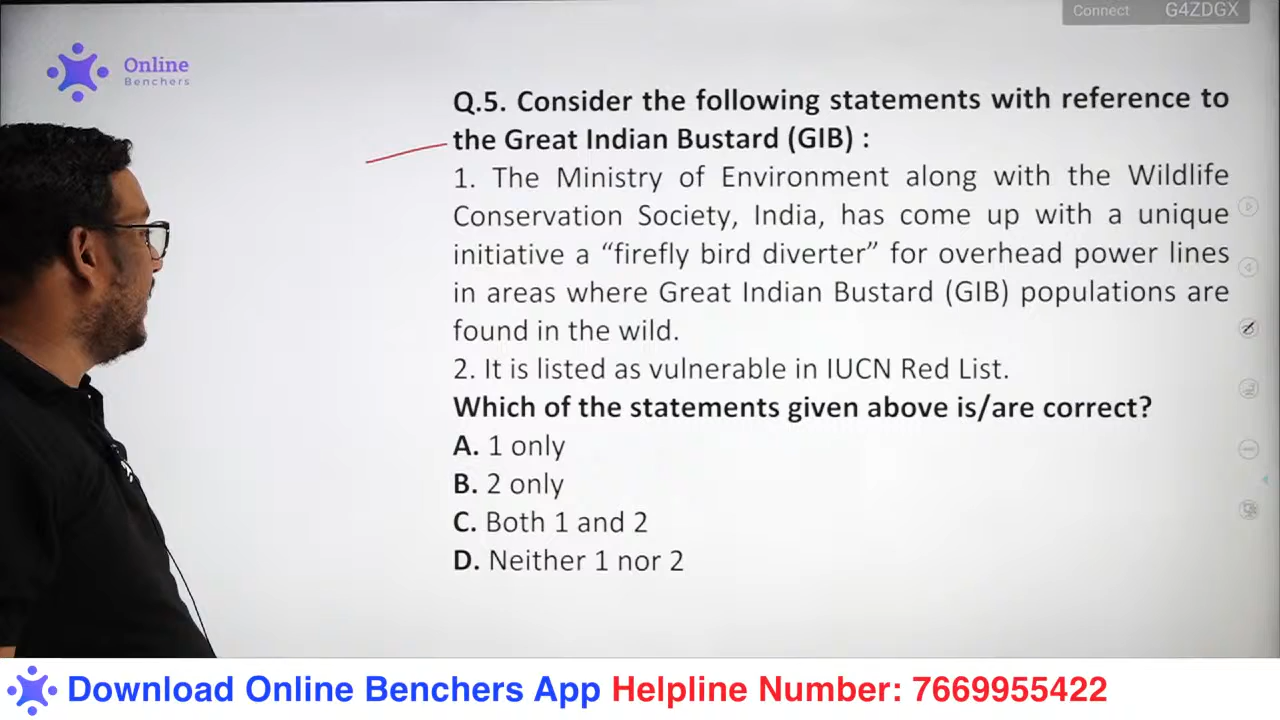 Connect G4ZDGX
Online
Benchers
Q.5. Consider the following statements with reference to
the Great Indian Bustard (GIB) :
1. The Ministry of Environment along with the Wildlife
Conservation Society, India, has come up with a unique
initiative a “firefly bird diverter” for overhead power lines
in areas where Great Indian Bustard (GIB) populations are
found in the wild.
2. It is listed as vulnerable in IUCN Red List.
Which of the statements given above is/are correct?
A. 1 only
B. 2 only
C. Both 1 and 2
D. Neither 1 nor 2
Download Online Benchers App Helpline Number: 7669955422